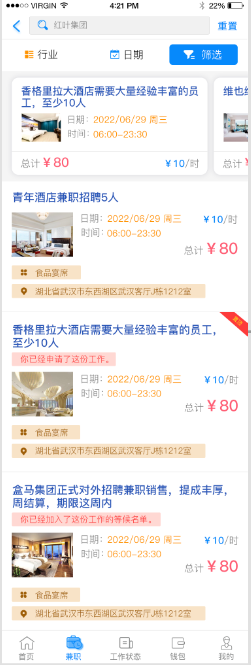 VIRGIN 4:21 PM 22%
红叶集团 重置
行业 日期 筛选
香格里拉大酒店需要大量经验丰富的员
工，至少10人
日期：2022/06/29 周三
时间：06:00-23:30
总计 ¥80 ¥10/时
维也纳
总计
青年酒店兼职招聘5人
日期：2022/06/29 周三 ¥10/时
时间：06:00-23:30
合计 ¥80
食品宴席
湖北省武汉市东西湖区武汉客厅J栋1212室
香格里拉大酒店需要大量经验丰富的员工，
至少10人
你已经申请了这份工作。
日期：2022/06/29 周三 ¥10/时
时间：06:00-23:30
合计 ¥80
食品宴席
湖北省武汉市东西湖区武汉客厅J栋1212室
盒马集团正式对外招聘兼职销售，提成丰厚，
周结算，期限这周内
你已经加入了这份工作的等候名单。
日期：2022/06/29 周三 ¥10/时
时间：06:00-23:30
合计 ¥80
食品宴席
湖北省武汉市东西湖区武汉客厅J栋1212室
首页 兼职 工作状态 钱包 我的